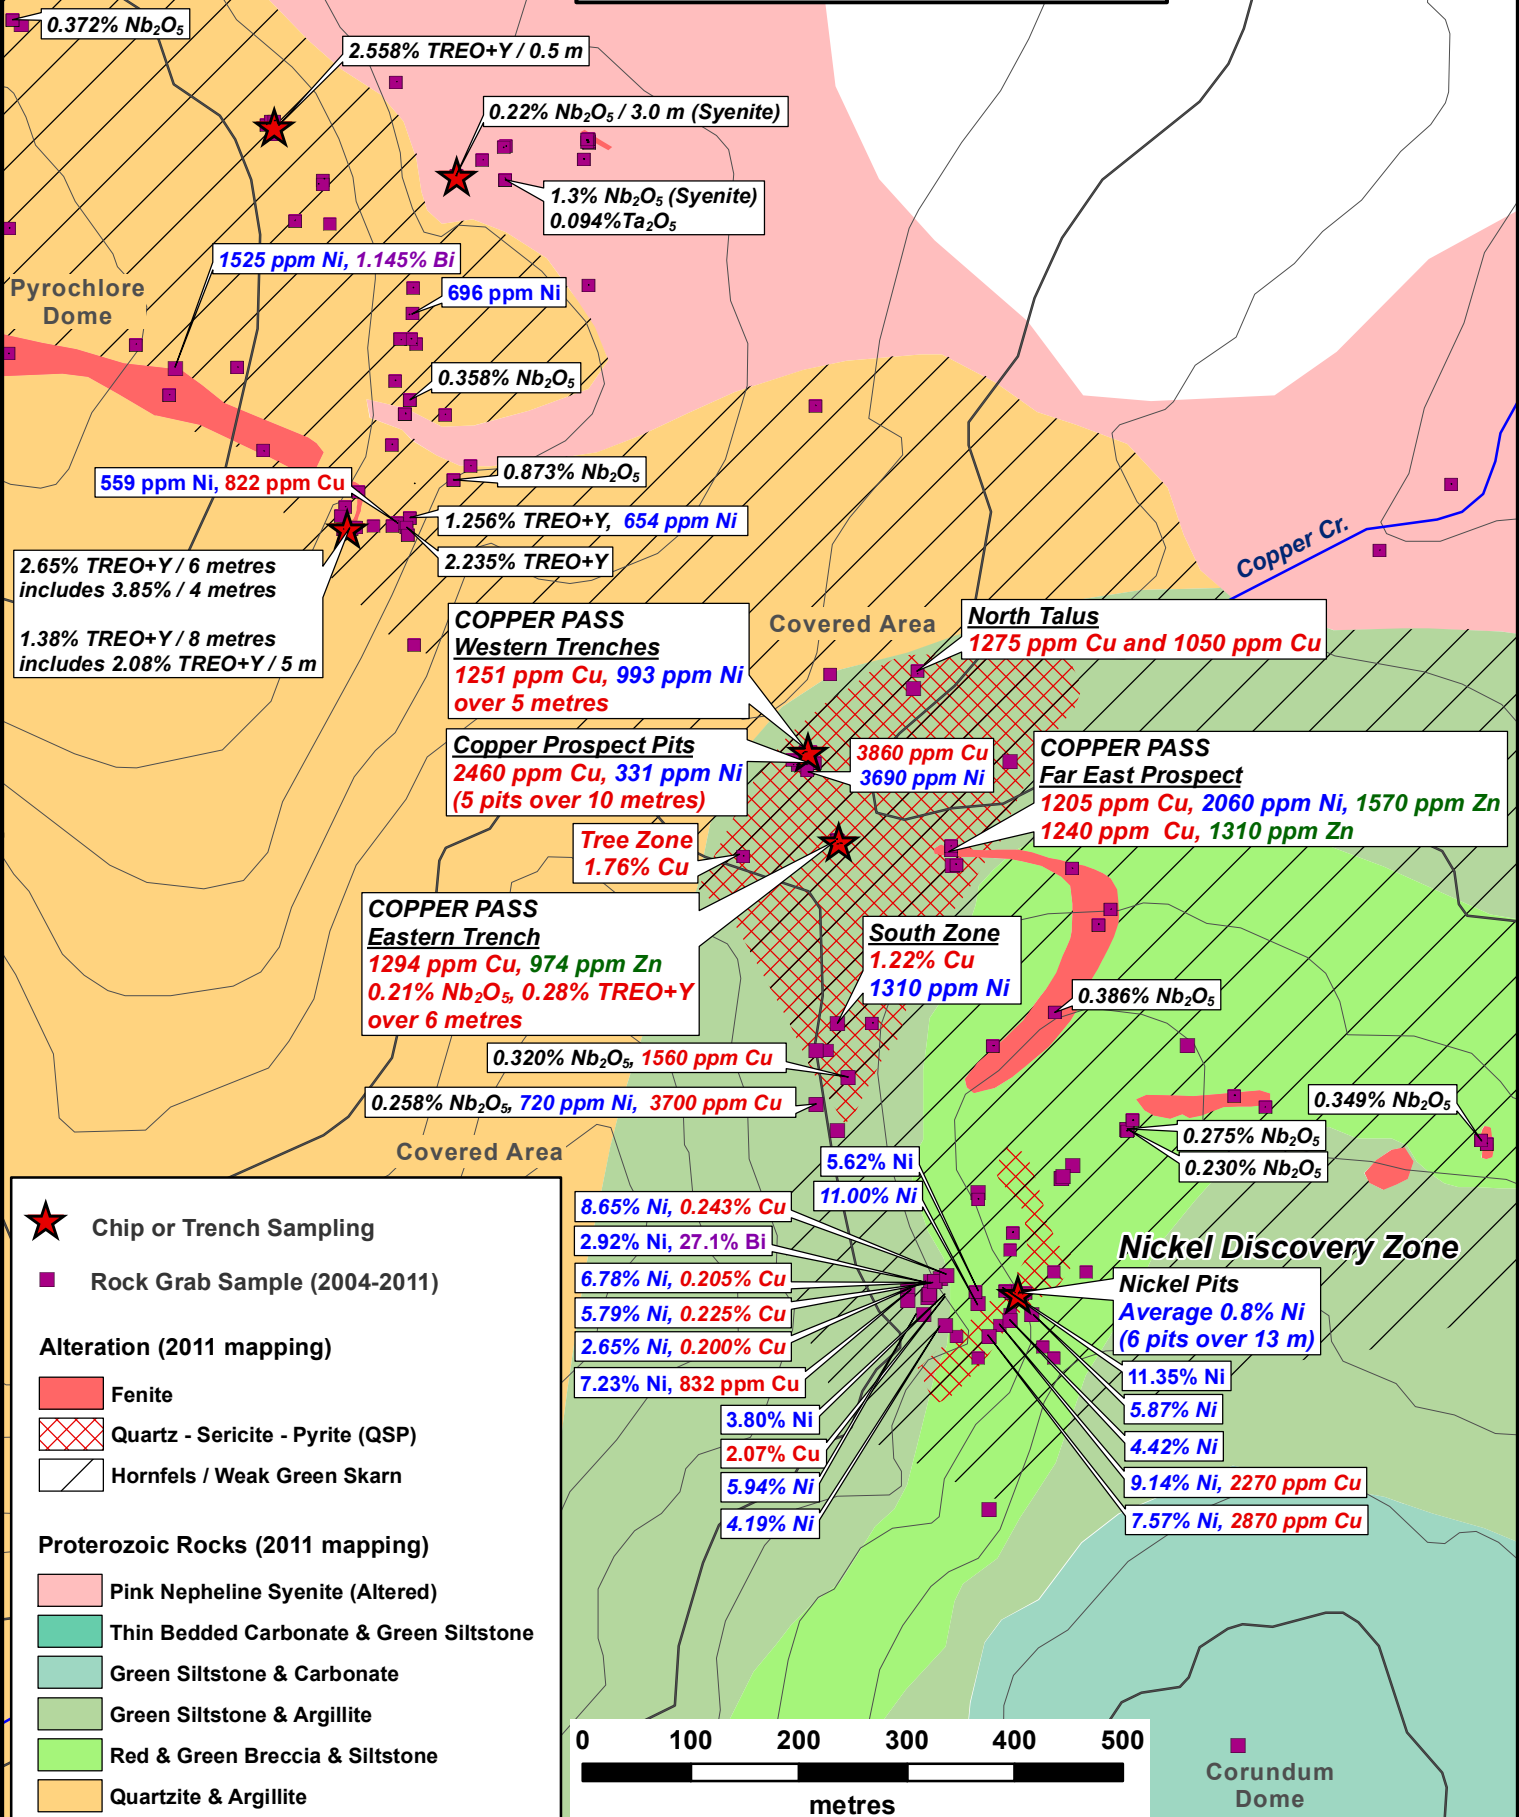 0.372% Nb₂O₅
2.558% TREO+Y / 0.5 m
0.22% Nb₂O₅ / 3.0 m (Syenite)
1.3% Nb₂O₅ (Syenite)
0.094%Ta₂O₅
1525 ppm Ni, 1.145% Bi
Pyrochlore
Dome
696 ppm Ni
0.358% Nb₂O₅
0.873% Nb₂O₅
559 ppm Ni, 822 ppm Cu
1.256% TREO+Y, 654 ppm Ni
2.235% TREO+Y
2.65% TREO+Y / 6 metres
includes 3.85% / 4 metres
1.38% TREO+Y / 8 metres
includes 2.08% TREO+Y / 5 m
Copper Cr.
Covered Area
COPPER PASS
Western Trenches
1251 ppm Cu, 993 ppm Ni
over 5 metres
North Talus
1275 ppm Cu and 1050 ppm Cu
Copper Prospect Pits
2460 ppm Cu, 331 ppm Ni
(5 pits over 10 metres)
3860 ppm Cu
3690 ppm Ni
COPPER PASS
Far East Prospect
1205 ppm Cu, 2060 ppm Ni, 1570 ppm Zn
1240 ppm Cu, 1310 ppm Zn
Tree Zone
1.76% Cu
COPPER PASS
Eastern Trench
1294 ppm Cu, 974 ppm Zn
0.21% Nb₂O₅, 0.28% TREO+Y
over 6 metres
South Zone
1.22% Cu
1310 ppm Ni
0.386% Nb₂O₅
0.320% Nb₂O₅, 1560 ppm Cu
0.258% Nb₂O₅, 720 ppm Ni, 3700 ppm Cu
0.349% Nb₂O₅
0.275% Nb₂O₅
0.230% Nb₂O₅
Covered Area
5.62% Ni
11.00% Ni
8.65% Ni, 0.243% Cu
2.92% Ni, 27.1% Bi
6.78% Ni, 0.205% Cu
5.79% Ni, 0.225% Cu
2.65% Ni, 0.200% Cu
7.23% Ni, 832 ppm Cu
3.80% Ni
2.07% Cu
5.94% Ni
4.19% Ni
Nickel Discovery Zone
Nickel Pits
Average 0.8% Ni
(6 pits over 13 m)
11.35% Ni
5.87% Ni
4.42% Ni
9.14% Ni, 2270 ppm Cu
7.57% Ni, 2870 ppm Cu
Chip or Trench Sampling
Rock Grab Sample (2004-2011)
Alteration (2011 mapping)
Fenite
Quartz - Sericite - Pyrite (QSP)
Hornfels / Weak Green Skarn
Proterozoic Rocks (2011 mapping)
Pink Nepheline Syenite (Altered)
Thin Bedded Carbonate & Green Siltstone
Green Siltstone & Carbonate
Green Siltstone & Argillite
Red & Green Breccia & Siltstone
Quartzite & Argillite
0 100 200 300 400 500
metres
Corundum
Dome